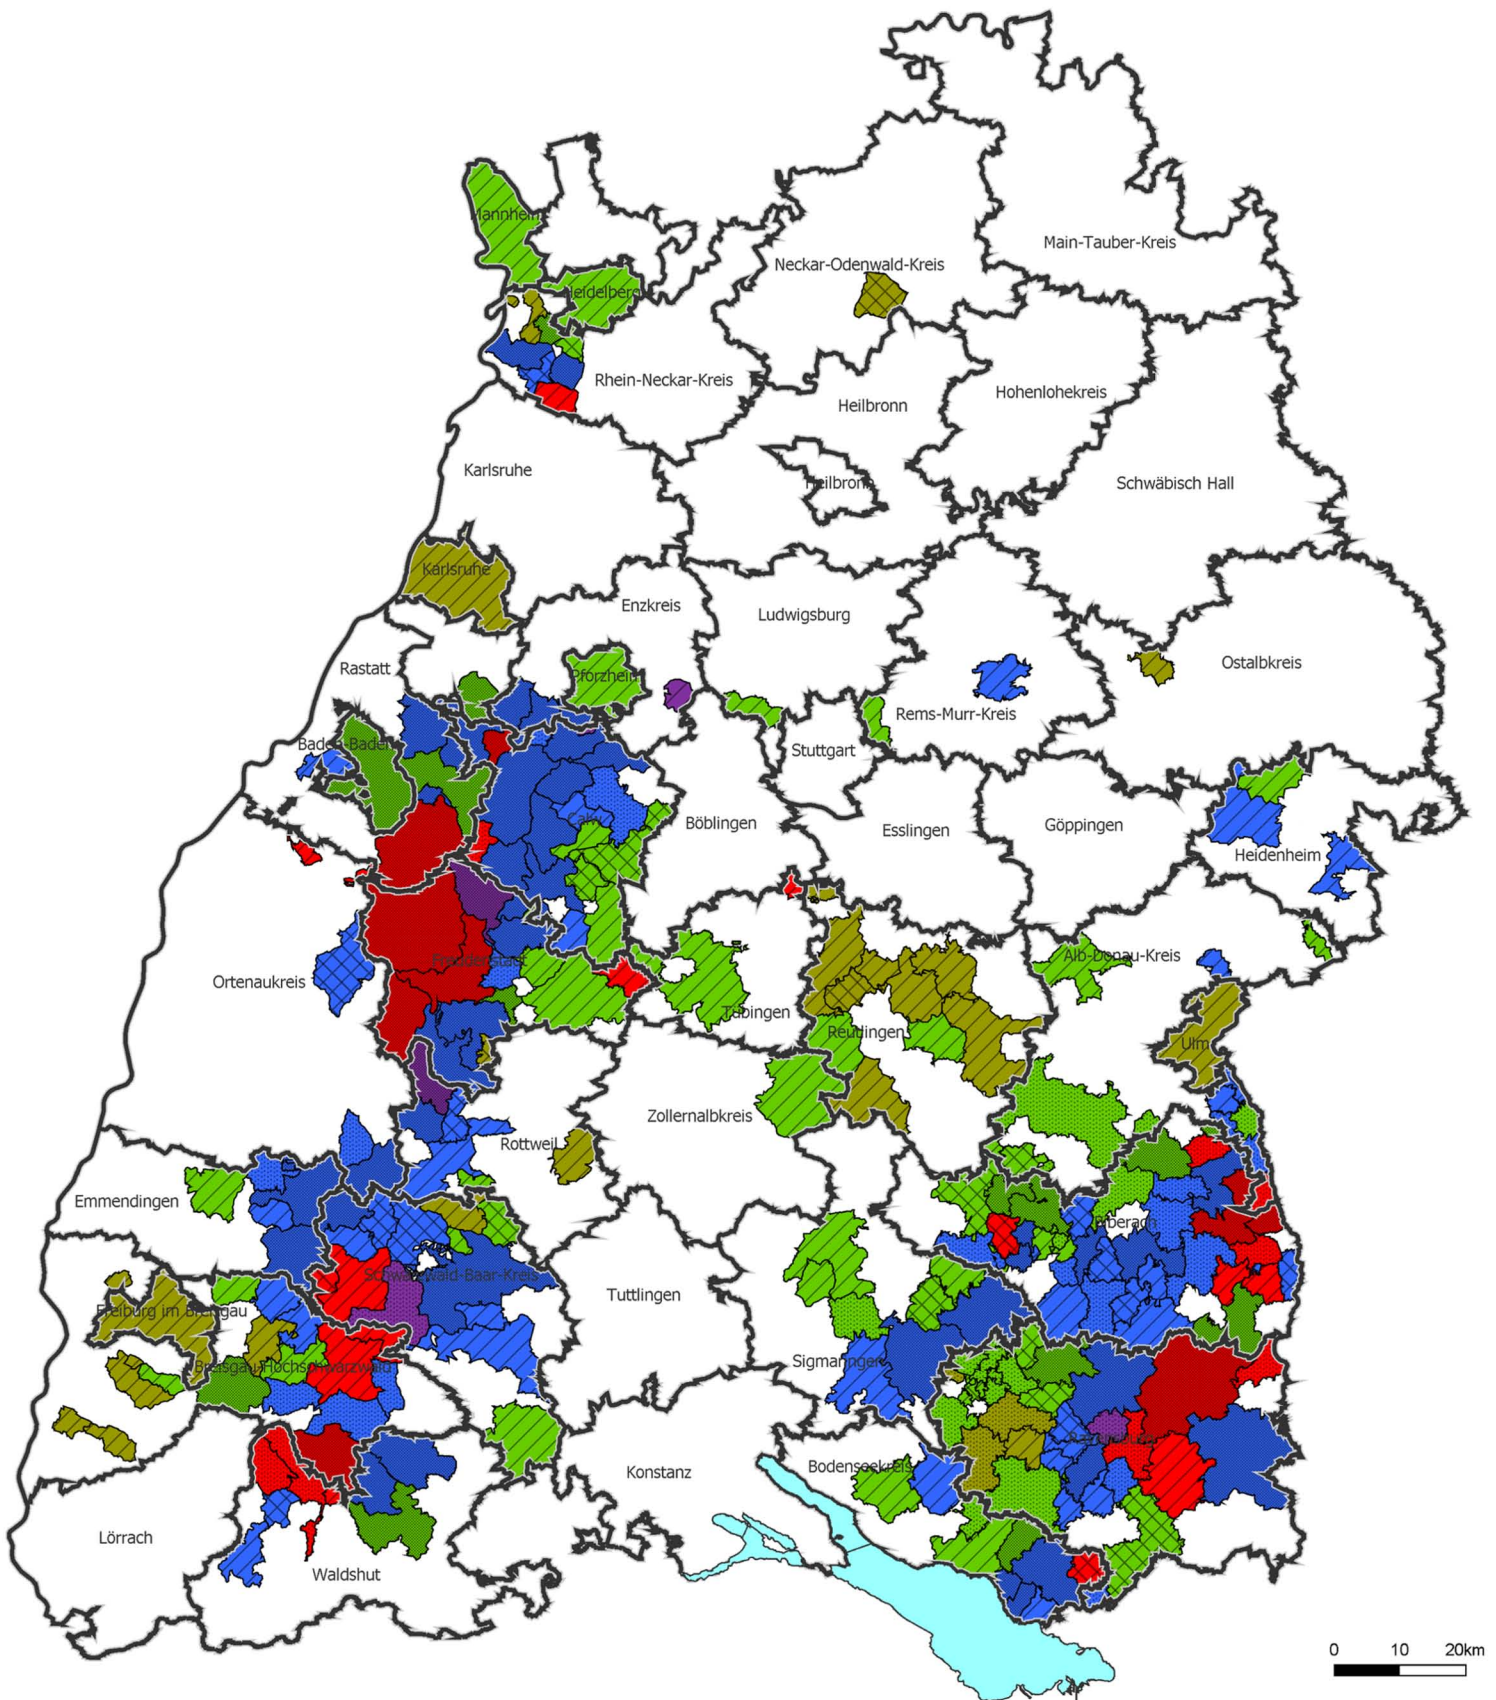 Mannheim
Main-Tauber-Kreis
Neckar-Odenwald-Kreis
Heidelberg
Rhein-Neckar-Kreis
Hohenlohekreis
Heilbronn
Karlsruhe
Heilbronn
Schwäbisch Hall
Karlsruhe
Enzkreis
Ludwigsburg
Ostalbkreis
Rastatt
Pforzheim
Rems-Murr-Kreis
Baden-Baden
Stuttgart
Calw
Böblingen
Esslingen
Göppingen
Heidenheim
Freudenstadt
Alb-Donau-Kreis
Ortenaukreis
Tübingen
Reutlingen
Ulm
Zollernalbkreis
Rottweil
Emmendingen
Biberach
Schwarzwald-Baar-Kreis
Tuttlingen
Freiburg im Breisgau
Breisgau-Hochschwarzwald
Sigmaringen
Ravensburg
Bodenseekreis
Konstanz
Lörrach
Waldshut
0 10 20km